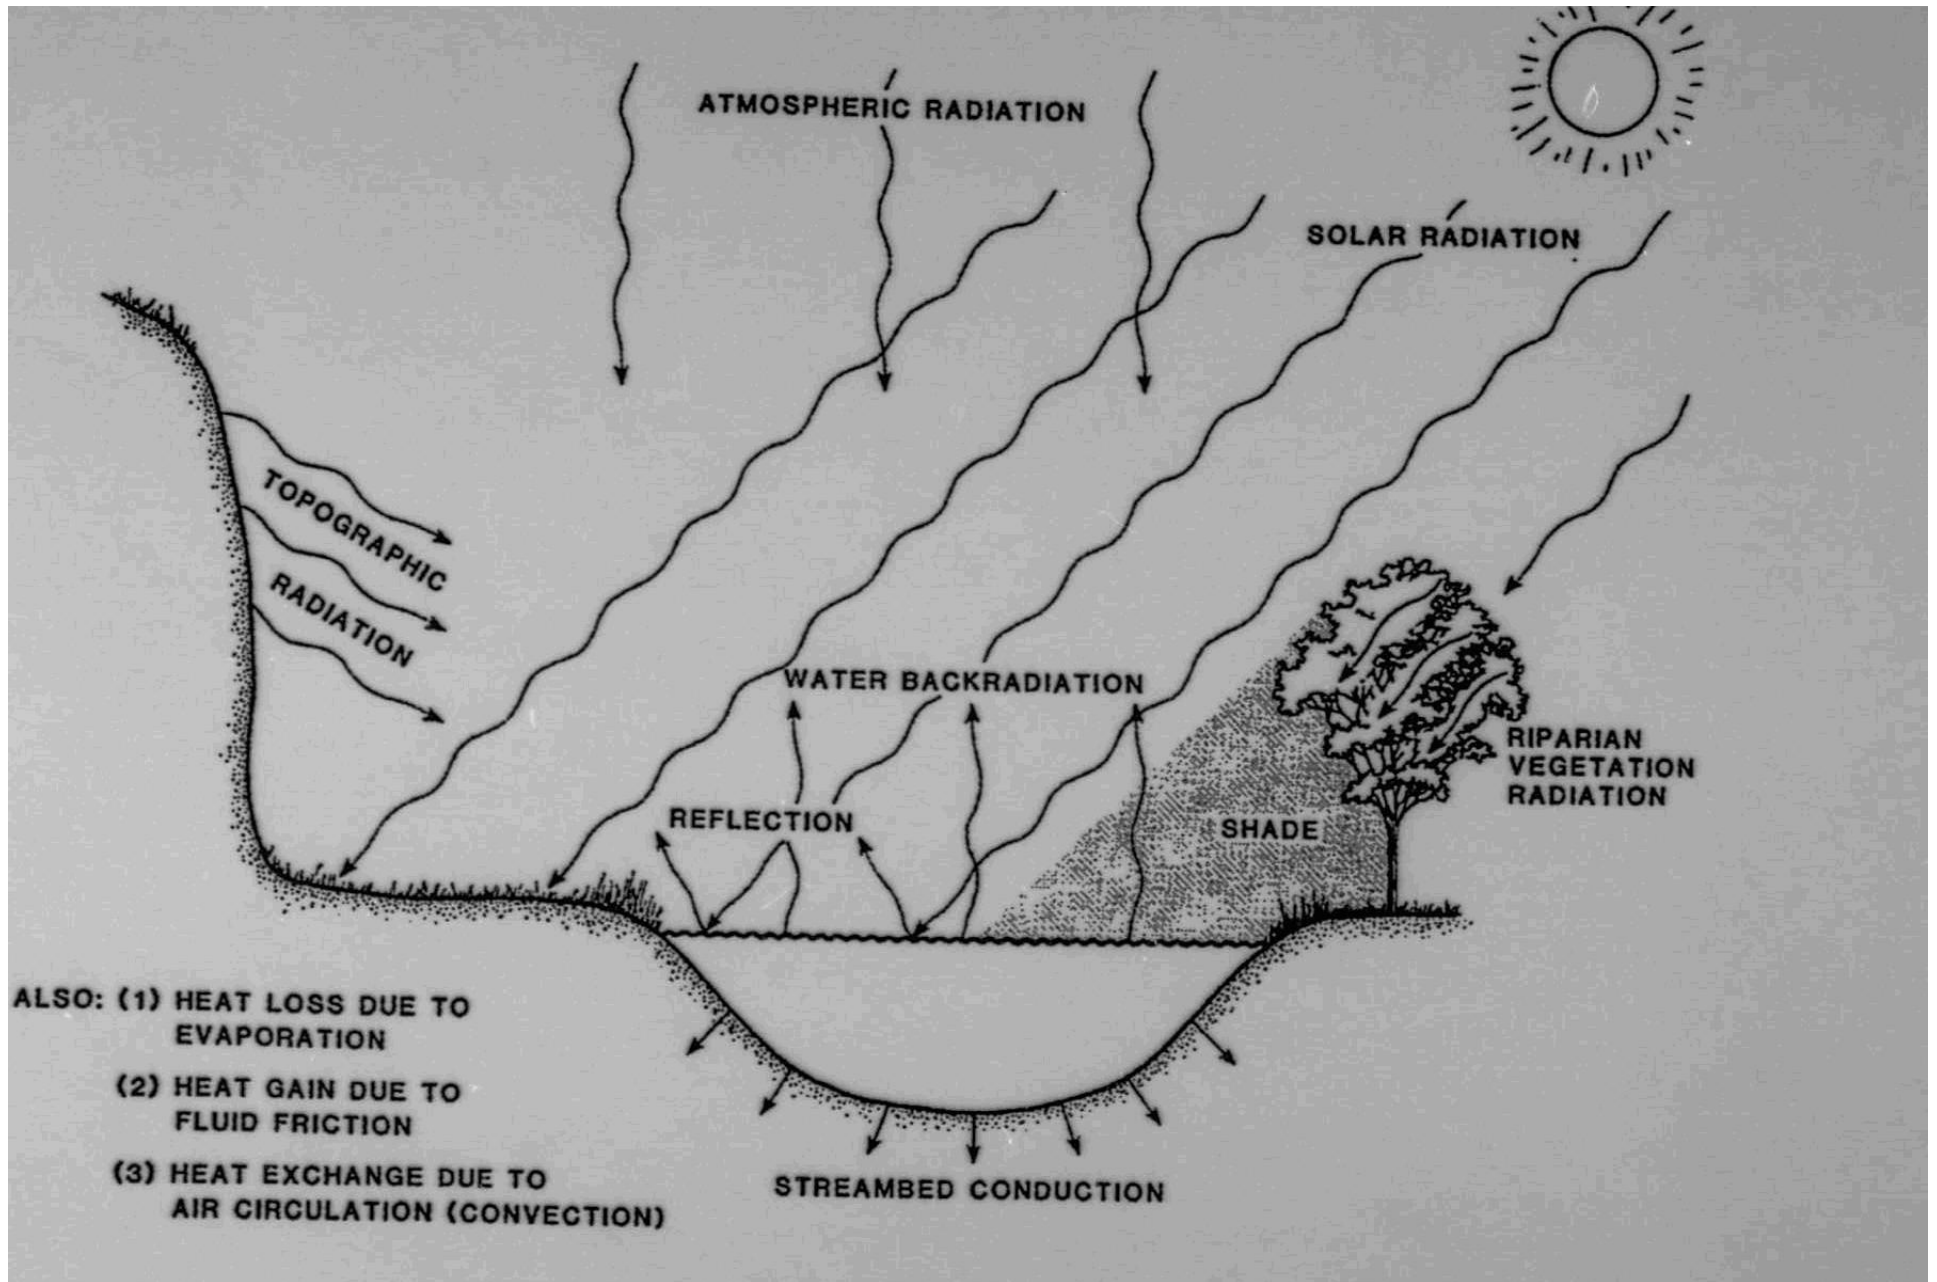 ATMOSPHERIC RADIATION
SOLAR RADIATION
TOPOGRAPHIC
RADIATION
WATER BACKRADIATION
REFLECTION
SHADE
RIPARIAN
VEGETATION
RADIATION
ALSO: (1) HEAT LOSS DUE TO
EVAPORATION
(2) HEAT GAIN DUE TO
FLUID FRICTION
(3) HEAT EXCHANGE DUE TO
AIR CIRCULATION (CONVECTION)
STREAMBED CONDUCTION